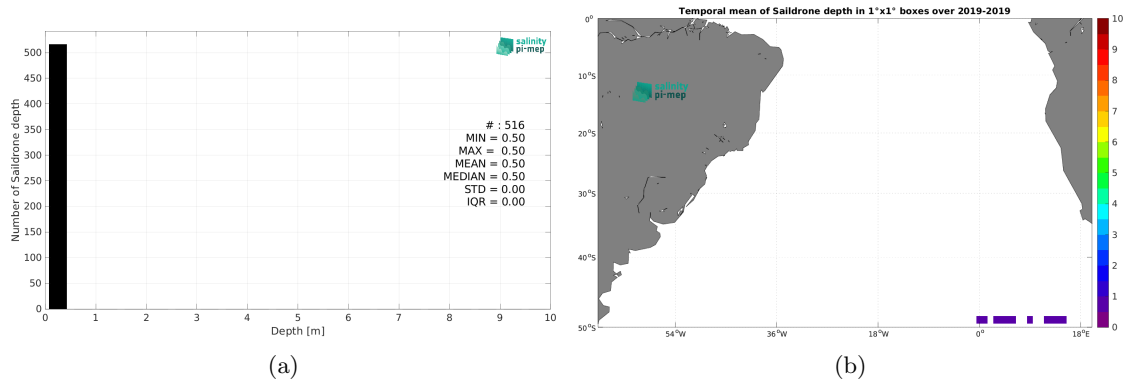 salinity
pi-mep
# : 516
MIN = 0.50
MAX = 0.50
MEAN = 0.50
MEDIAN = 0.50
STD = 0.00
IQR = 0.00
Number of Saildrone depth
500
450
400
350
300
250
200
150
100
50
0
0 1 2 3 4 5 6 7 8 9 10
Depth [m]
(a)
Temporal mean of Saildrone depth in 1°x1° boxes over 2019-2019
salinity
pi-mep
0°
10°S
20°S
30°S
40°S
50°S
54°W 36°W 18°W 0° 18°E
10
9
8
7
6
5
4
3
2
1
0
(b)